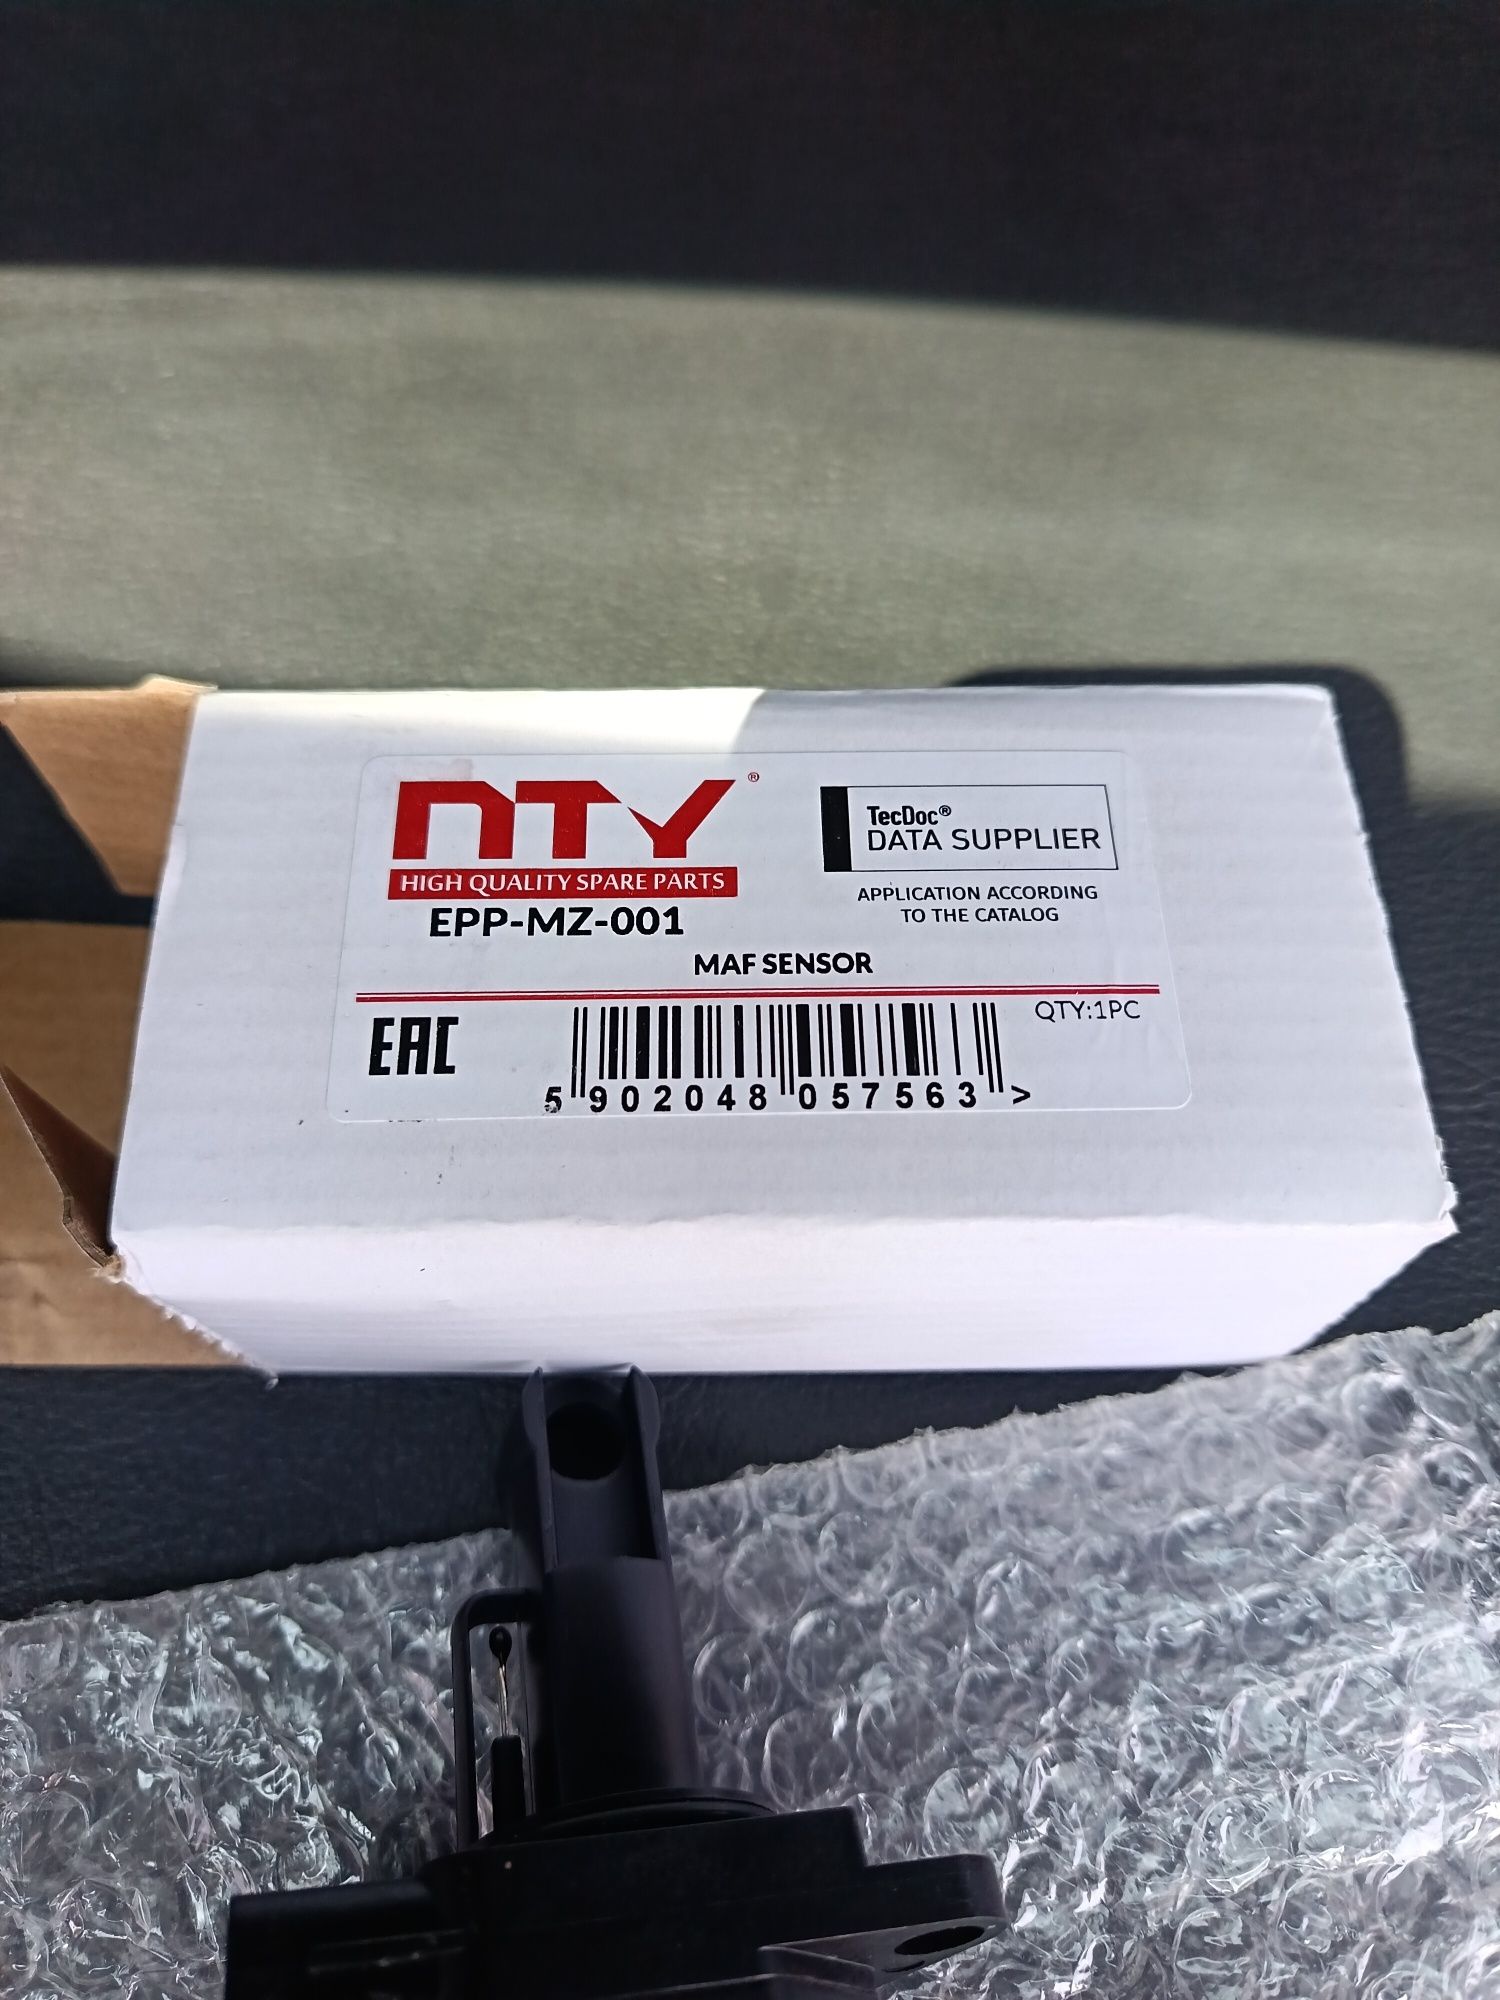 NTY®
HIGH QUALITY SPARE PARTS
EPP-MZ-001
TecDoc®
DATA SUPPLIER
APPLICATION ACCORDING
TO THE CATALOG
MAF SENSOR
EAC
QTY:1PC
5 902048 057563 >